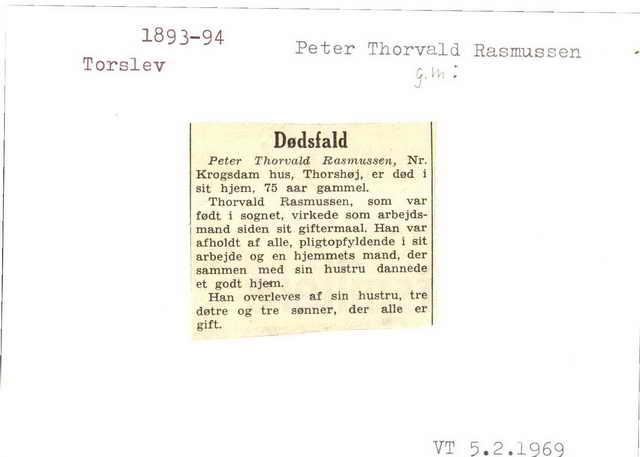 1893-94
Torslev
Peter Thorvald Rasmussen
g.m:
Dødsfald
Peter Thorvald Rasmussen, Nr.
Krogsdam hus, Thorshøj, er død i
sit hjem, 75 aar gammel.
Thorvald Rasmussen, som var
født i sognet, virkede som arbejds-
mand siden sit giftermaal. Han var
afholdt af alle, pligtopfyldende i sit
arbejde og en hjemmets mand, der
sammen med sin hustru dannede
et godt hjem.
Han overleves af sin hustru, tre
døtre og tre sønner, der alle er
gift.
VT 5.2.1969